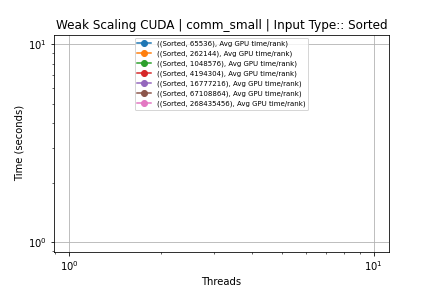 Weak Scaling CUDA | comm_small | Input Type:: Sorted
((Sorted, 65536), Avg GPU time/rank)
((Sorted, 262144), Avg GPU time/rank)
((Sorted, 1048576), Avg GPU time/rank)
((Sorted, 4194304), Avg GPU time/rank)
((Sorted, 16777216), Avg GPU time/rank)
((Sorted, 67108864), Avg GPU time/rank)
((Sorted, 268435456), Avg GPU time/rank)
Time (seconds)
10¹
10⁰
10⁰ 10¹
Threads